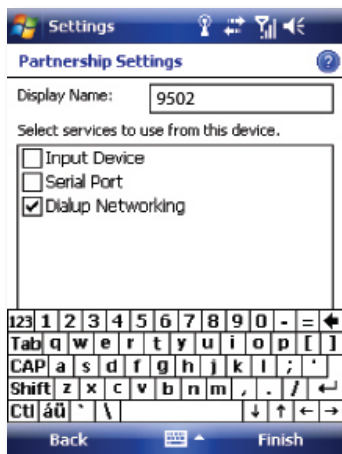 Settings
Partnership Settings ?
Display Name: 9502
Select services to use from this device.
Input Device
Serial Port
Dialup Networking
123 1 2 3 4 5 6 7 8 9 0 - =
Tab q w e r t y u i o p [ ]
CAP a s d f g h j k l ; '
Shift z x c v b n m , . /
Ctl áü ` \
Back Finish